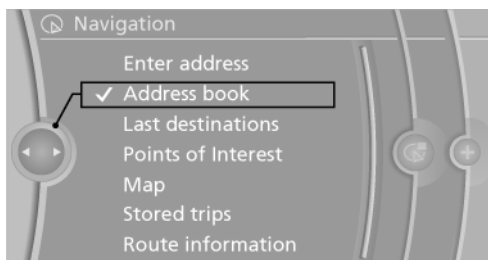 Navigation
Enter address
Address book
Last destinations
Points of Interest
Map
Stored trips
Route information